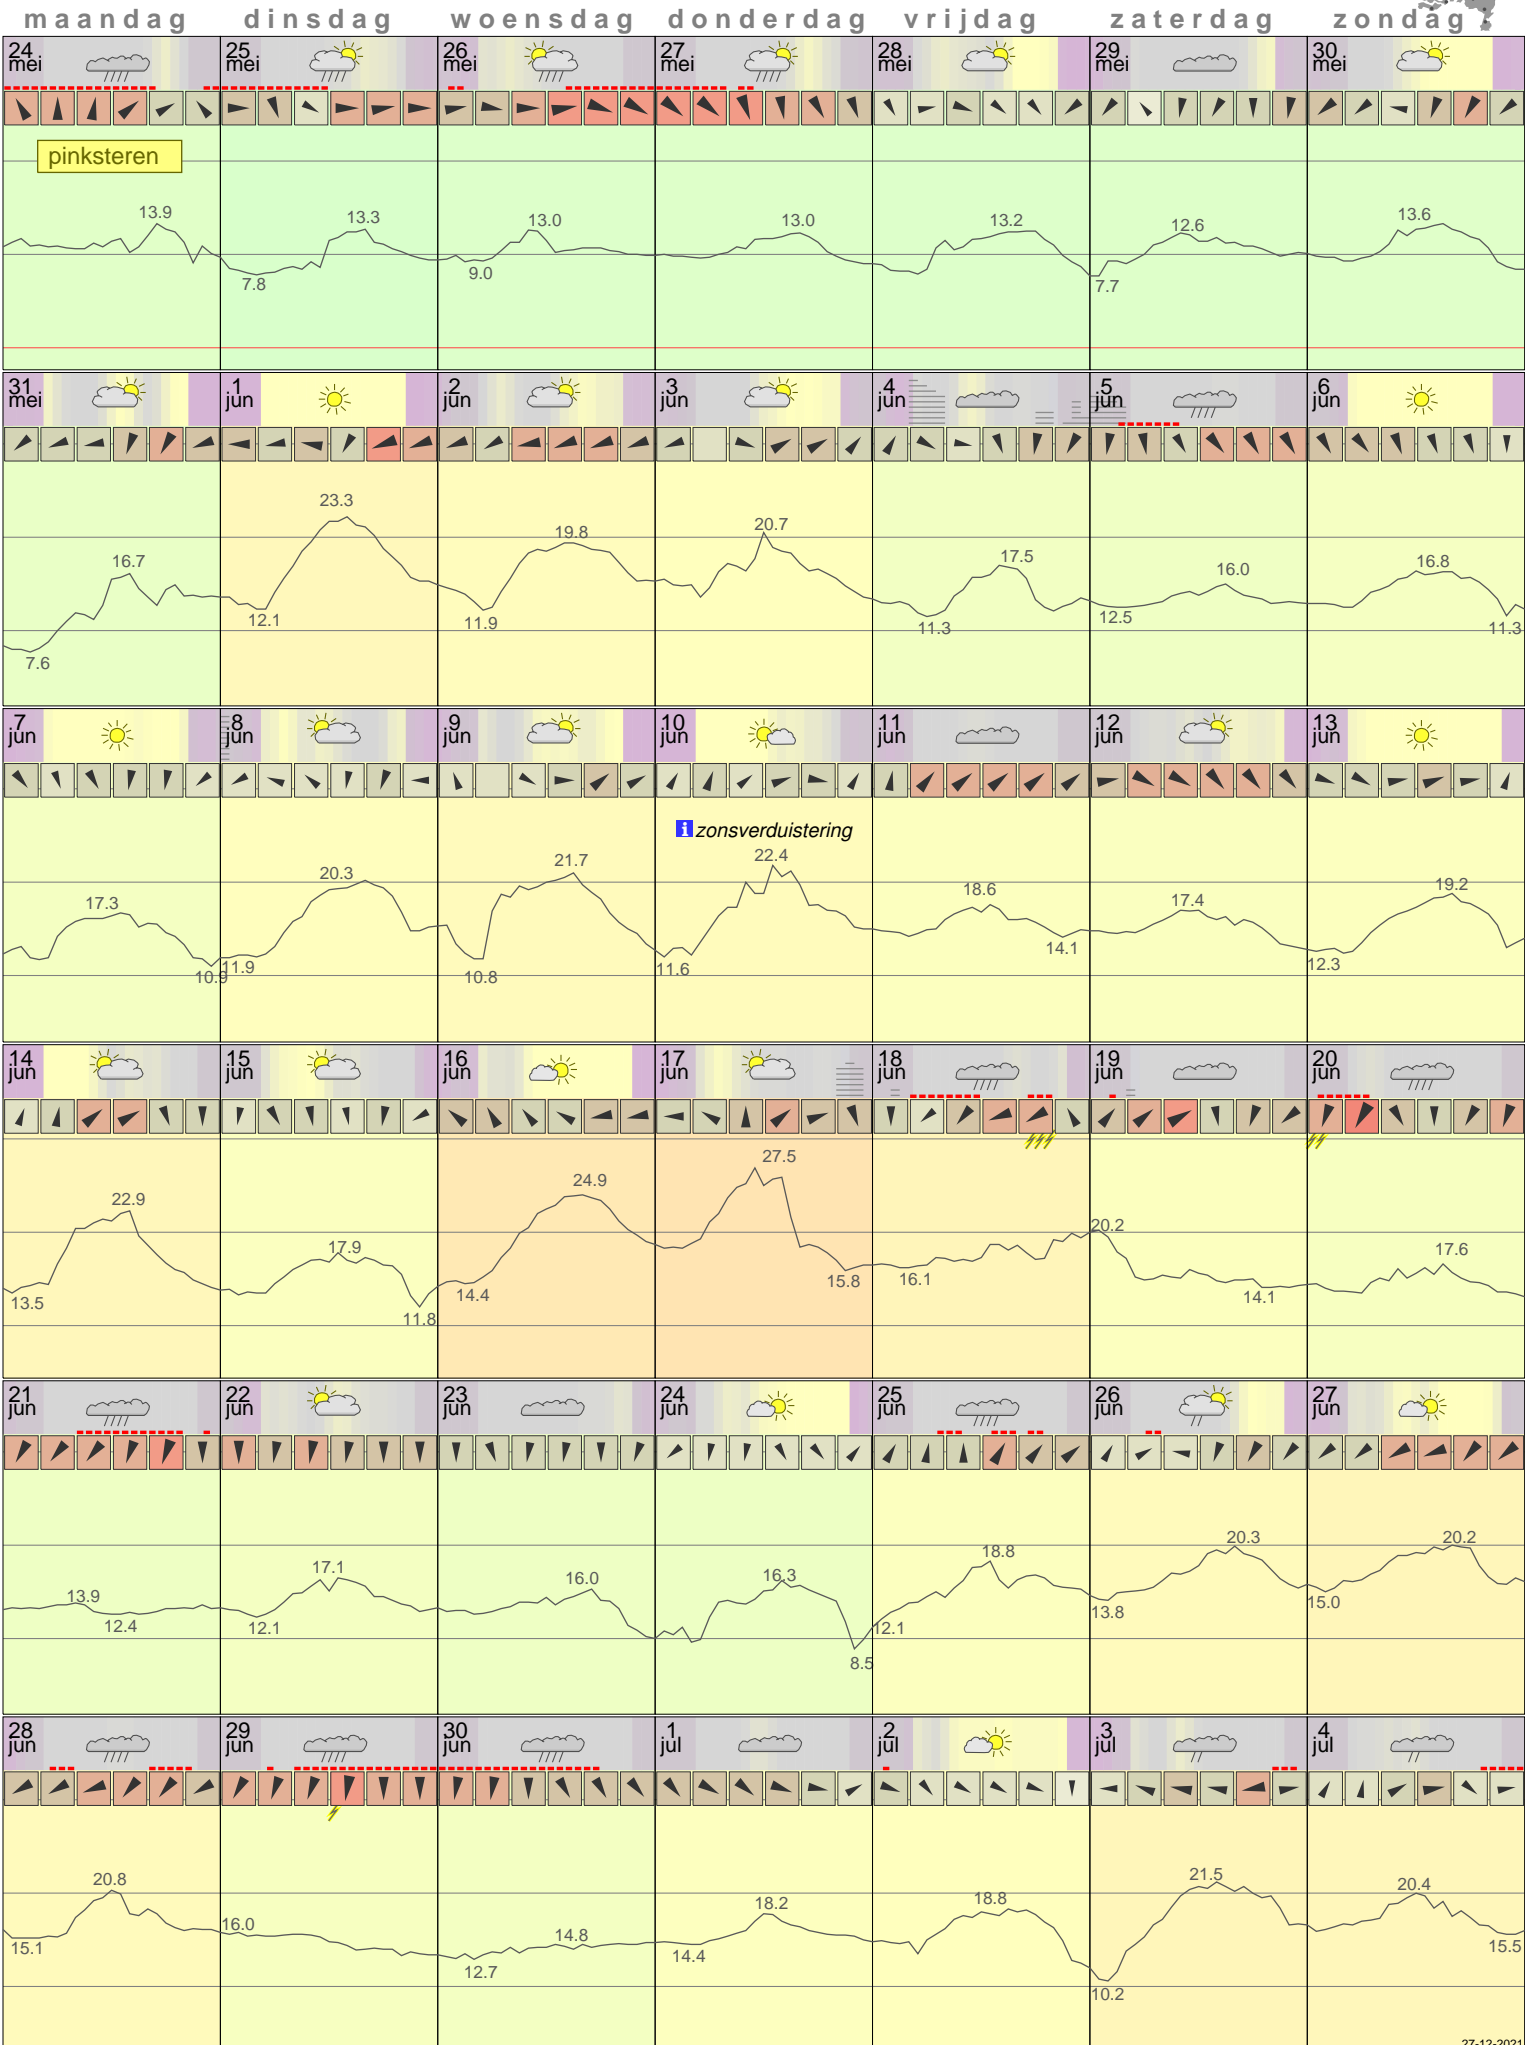 maandag dinsdag woensdag donderdag vrijdag zaterdag zondag
24 25 26 27 28 29 30
mei mei mei mei mei mei mei
pinksteren
13.9 13.3 13.0 13.0 13.2 12.6 13.6
7.8 9.0 7.7
31 1 2 3 4 5 6
mei jun jun jun jun jun jun
23.3 19.8 20.7
16.7 17.5 16.0 16.8
12.1 11.9 11.3 12.5 11.3
7.6
7 8 9 10 11 12 13
jun jun jun jun jun jun jun
i zonsverduistering
17.3 20.3 21.7 22.4 18.6 17.4 19.2
10.9 11.9 10.8 11.6 14.1 12.3
14 15 16 17 18 19 20
jun jun jun jun jun jun jun
22.9 17.9 24.9 27.5 20.2 17.6
13.5 11.8 14.4 15.8 16.1 14.1
21 22 23 24 25 26 27
jun jun jun jun jun jun jun
13.9 17.1 16.0 16.3 18.8 20.3 20.2
12.4 12.1 8.5 12.1 13.8 15.0
28 29 30 1 2 3 4
jun jun jun jul jul jul jul
20.8 16.0 14.8 18.2 18.8 21.5 20.4
15.1 12.7 14.4 10.2 15.5
27-12-2021